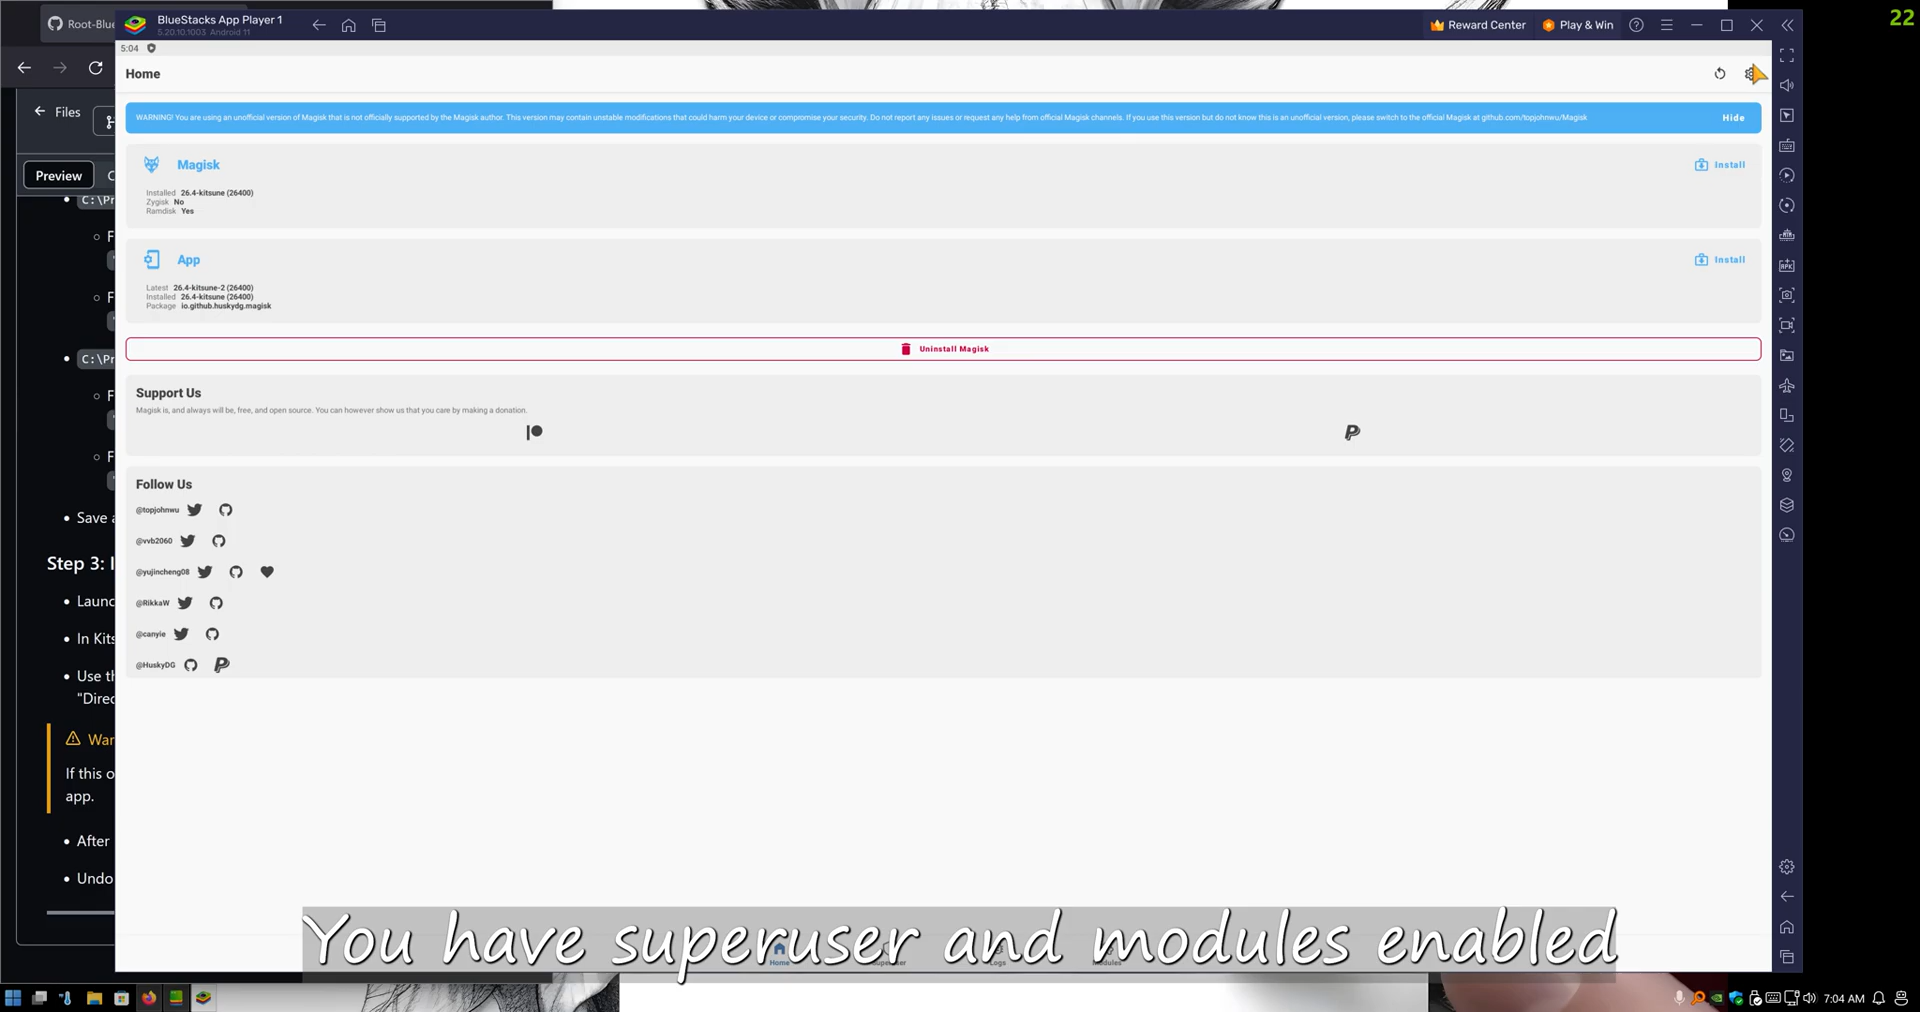 22
Root-Blu
BlueStacks App Player 1
5.20.10.1003 Android 11
Reward Center
Play & Win
5:04
Home
Files
WARNING! You are using an unofficial version of Magisk that is not officially supported by the Magisk author. This version may contain unstable modifications that could harm your device or compromise your security. Do not report any issues or request any help from official Magisk channels. If you use this version but do not know this is an unofficial version, please switch to the official Magisk at github.com/topjohnwu/Magisk
Hide
Preview
C
Magisk
Install
Installed 26.4-kitsune (26400)
Zygisk No
Ramdisk Yes
C:\Pr
F
F
App
Install
Latest 26.4-kitsune-2 (26400)
Installed 26.4-kitsune (26400)
Package io.github.huskydg.magisk
Uninstall Magisk
C:\Pr
F
F
Support Us
Magisk is, and always will be, free, and open source. You can however show us that you care by making a donation.
Follow Us
@topjohnwu
@vvb2060
@yujincheng08
@RikkaW
@canyie
@HuskyDG
Save a
Step 3: I
Launc
In Kits
Use th
"Direc
War
If this o
app.
After
Undo
You have superuser and modules enabled
Home
Superuser
Logs
Modules
7:04 AM